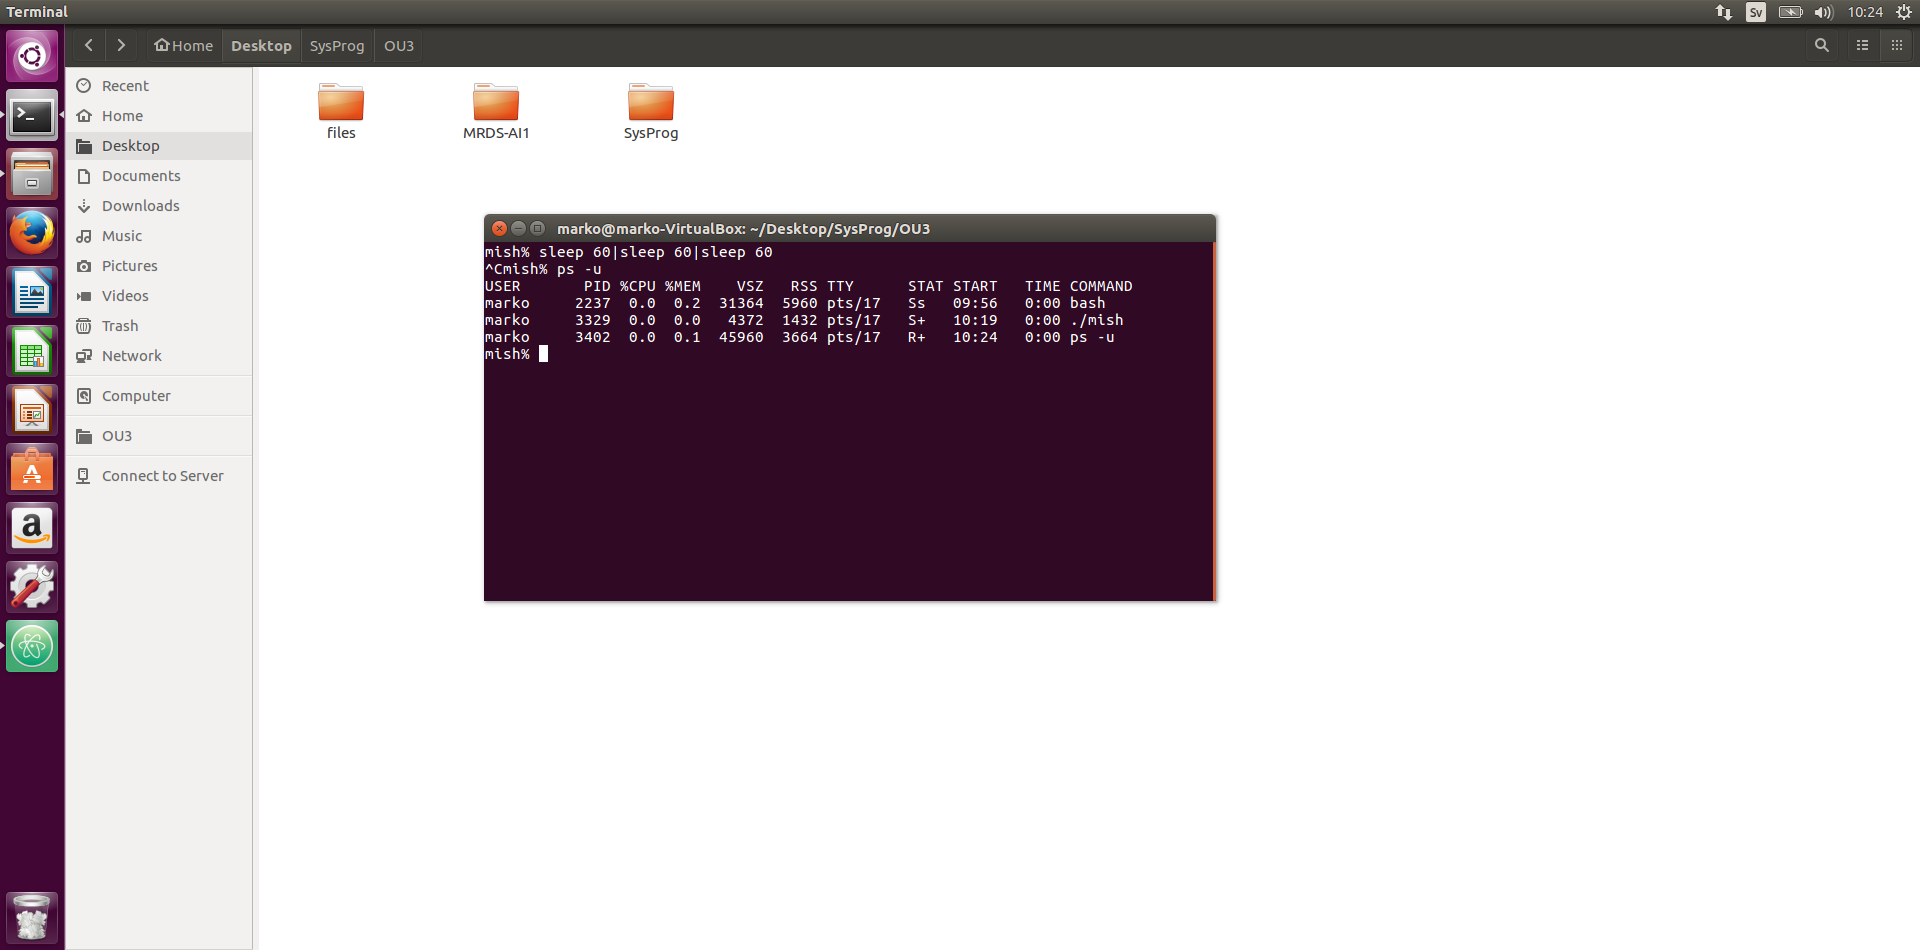 Terminal
Sv
10:24
Home Desktop SysProg OU3
Recent
Home
Desktop
Documents
Downloads
Music
Pictures
Videos
Trash
Network
Computer
OU3
Connect to Server
files
MRDS-AI1
SysProg
marko@marko-VirtualBox: ~/Desktop/SysProg/OU3
mish% sleep 60|sleep 60|sleep 60
^Cmish% ps -u
USER       PID %CPU %MEM    VSZ   RSS TTY      STAT START   TIME COMMAND
marko     2237  0.0  0.2  31364  5960 pts/17   Ss   09:56   0:00 bash
marko     3329  0.0  0.0   4372  1432 pts/17   S+   10:19   0:00 ./mish
marko     3402  0.0  0.1  45960  3664 pts/17   R+   10:24   0:00 ps -u
mish%